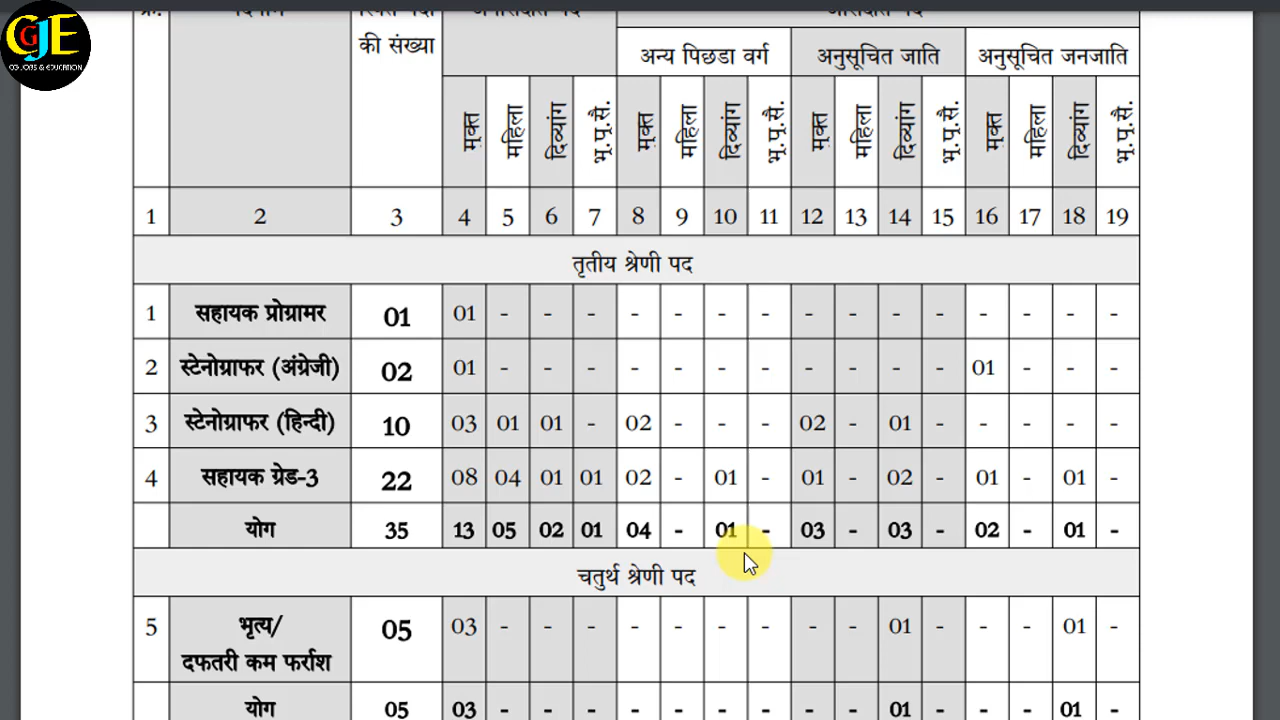 GJE
CG JOBS & EDUCATION
की संख्या
अन्य पिछडा वर्ग अनुसूचित जाति अनुसूचित जनजाति
मुक्त महिला दिव्यांग भू.पू.सै. मुक्त महिला दिव्यांग भू.पू.सै. मुक्त महिला दिव्यांग भू.पू.सै. मुक्त महिला दिव्यांग भू.पू.सै.
1 2 3 4 5 6 7 8 9 10 11 12 13 14 15 16 17 18 19
तृतीय श्रेणी पद
1 सहायक प्रोग्रामर 01 01 - - - - - - - - - - - - - - -
2 स्टेनोग्राफर (अंग्रेजी) 02 01 - - - - - - - - - - - 01 - - -
3 स्टेनोग्राफर (हिन्दी) 10 03 01 01 - 02 - - - 02 - 01 - - - - -
4 सहायक ग्रेड-3 22 08 04 01 01 02 - 01 - 01 - 02 - 01 - 01 -
योग 35 13 05 02 01 04 - 01 - 03 - 03 - 02 - 01 -
चतुर्थ श्रेणी पद
5 भृत्य/ 05 03 - - - - - - - - - 01 - - - 01 -
दफतरी कम फर्राश
योग 05 03 - - - - - - - - - 01 - - - 01 -